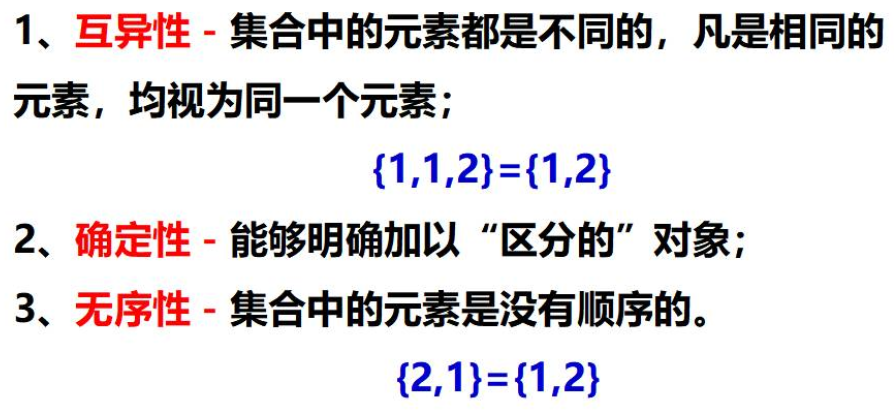 1、互异性 - 集合中的元素都是不同的，凡是相同的
元素，均视为同一个元素；
{1,1,2}={1,2}
2、确定性 - 能够明确加以“区分的”对象；
3、无序性 - 集合中的元素是没有顺序的。
{2,1}={1,2}